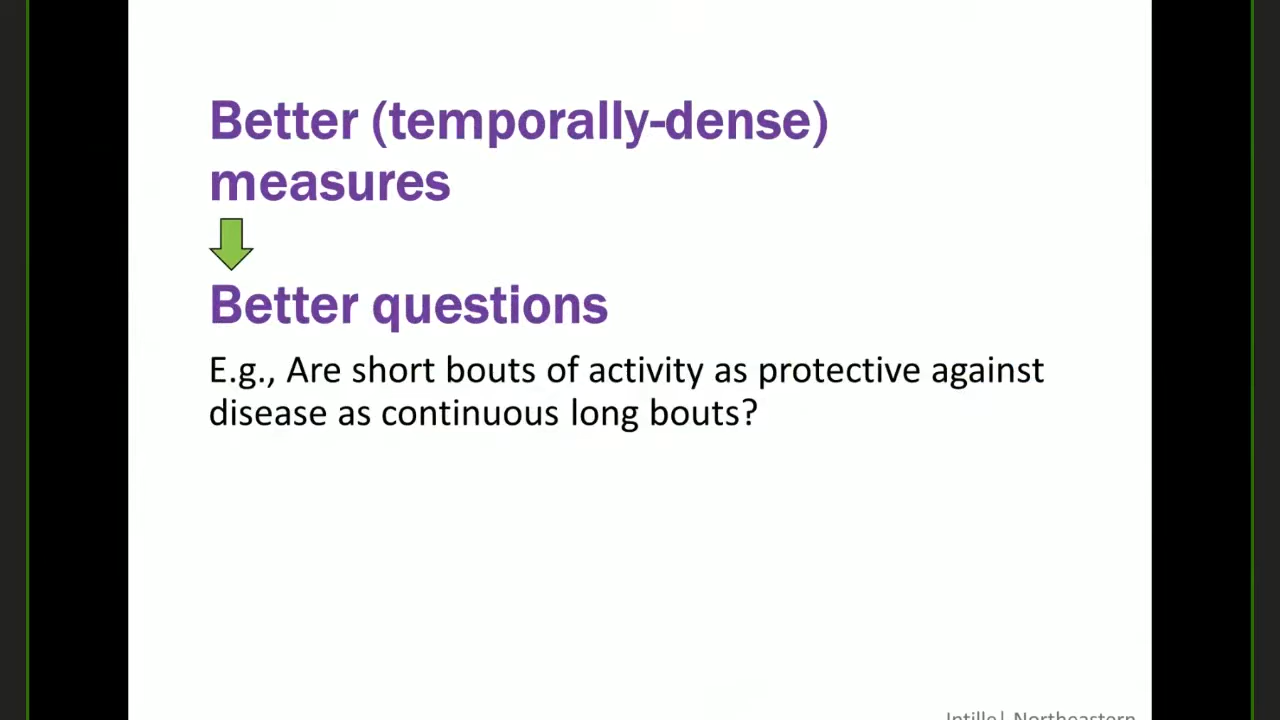 Better (temporally-dense)
measures
Better questions
E.g., Are short bouts of activity as protective against
disease as continuous long bouts?
Intille| Northeastern